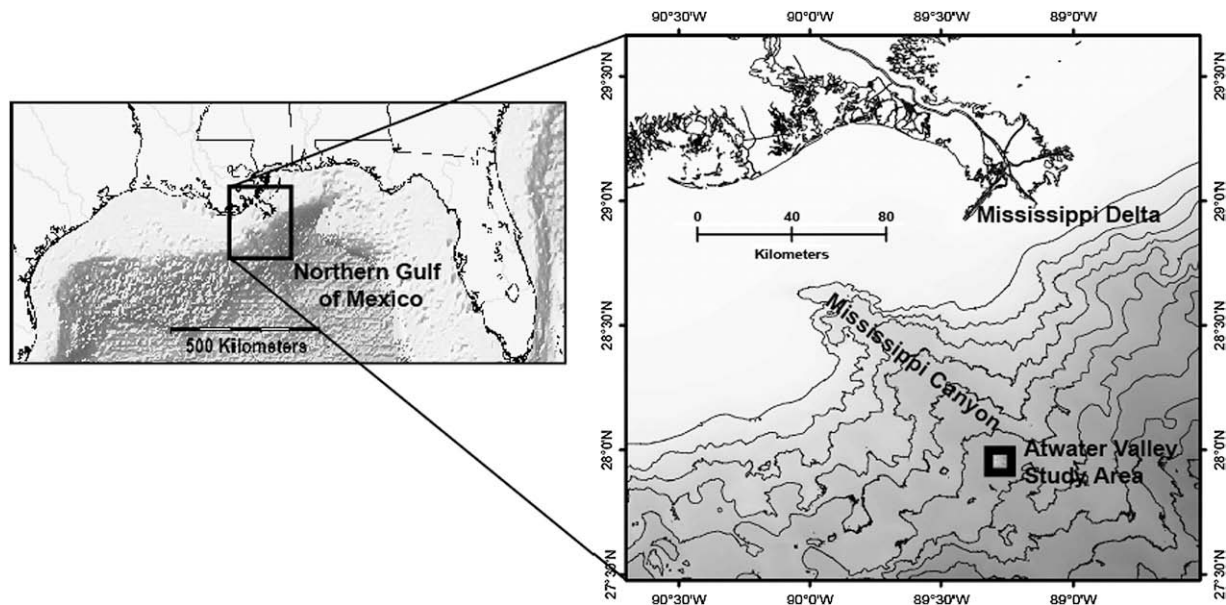 Northern Gulf
of Mexico
500 Kilometers
90°30'W 90°0'W 89°30'W 89°0'W
29°30'N 29°30'N
29°0'N 29°0'N
Mississippi Delta
0 40 80
Kilometers
28°30'N 28°30'N
Mississippi Canyon
28°0'N 28°0'N
Atwater Valley
Study Area
27°30'N 27°30'N
90°30'W 90°0'W 89°30'W 89°0'W